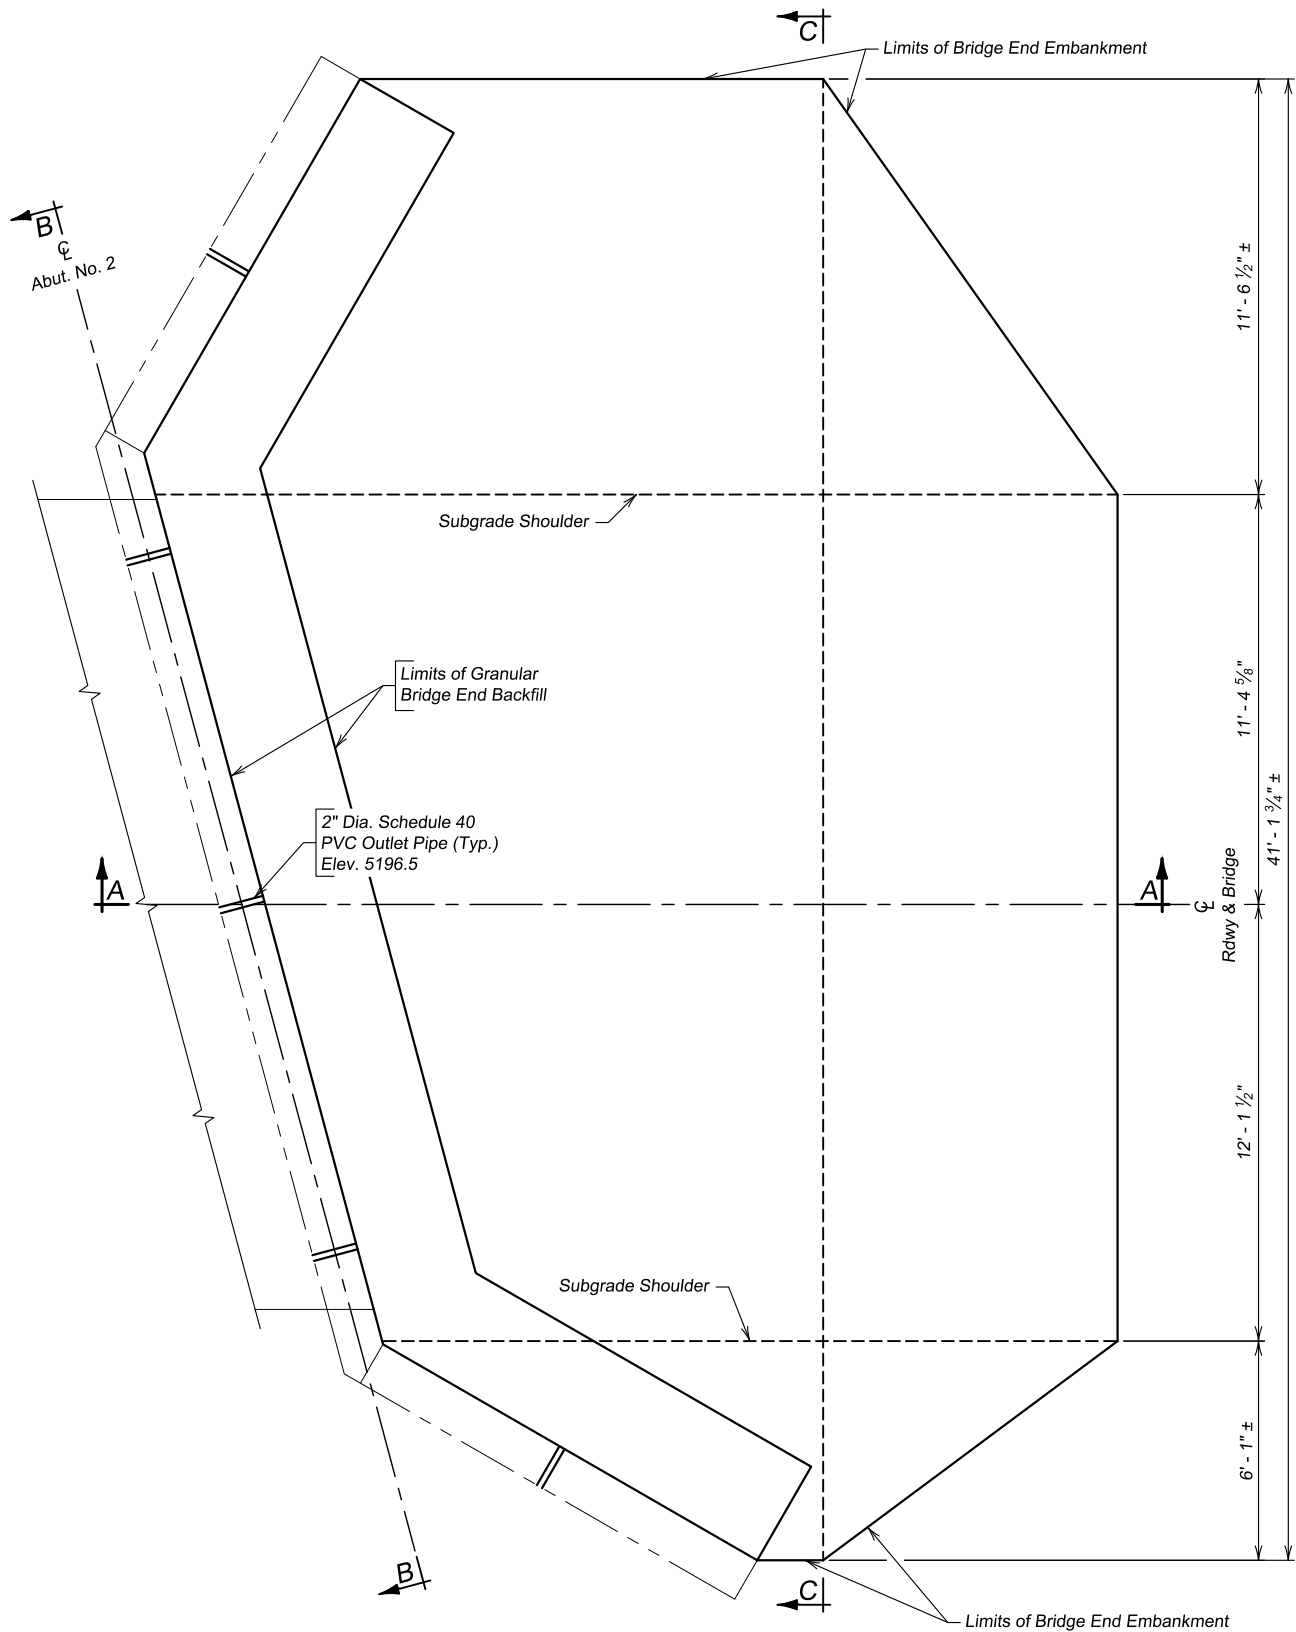 C
Limits of Bridge End Embankment
B
℄
Abut. No. 2
11' - 6 ½" ±
Subgrade Shoulder
Limits of Granular
Bridge End Backfill
11' - 4 ⅝"
2" Dia. Schedule 40
PVC Outlet Pipe (Typ.)
Elev. 5196.5
41' - 1 ¾" ±
A
A
℄
Rdwy & Bridge
12' - 1 ½"
Subgrade Shoulder
6' - 1" ±
B
C
Limits of Bridge End Embankment